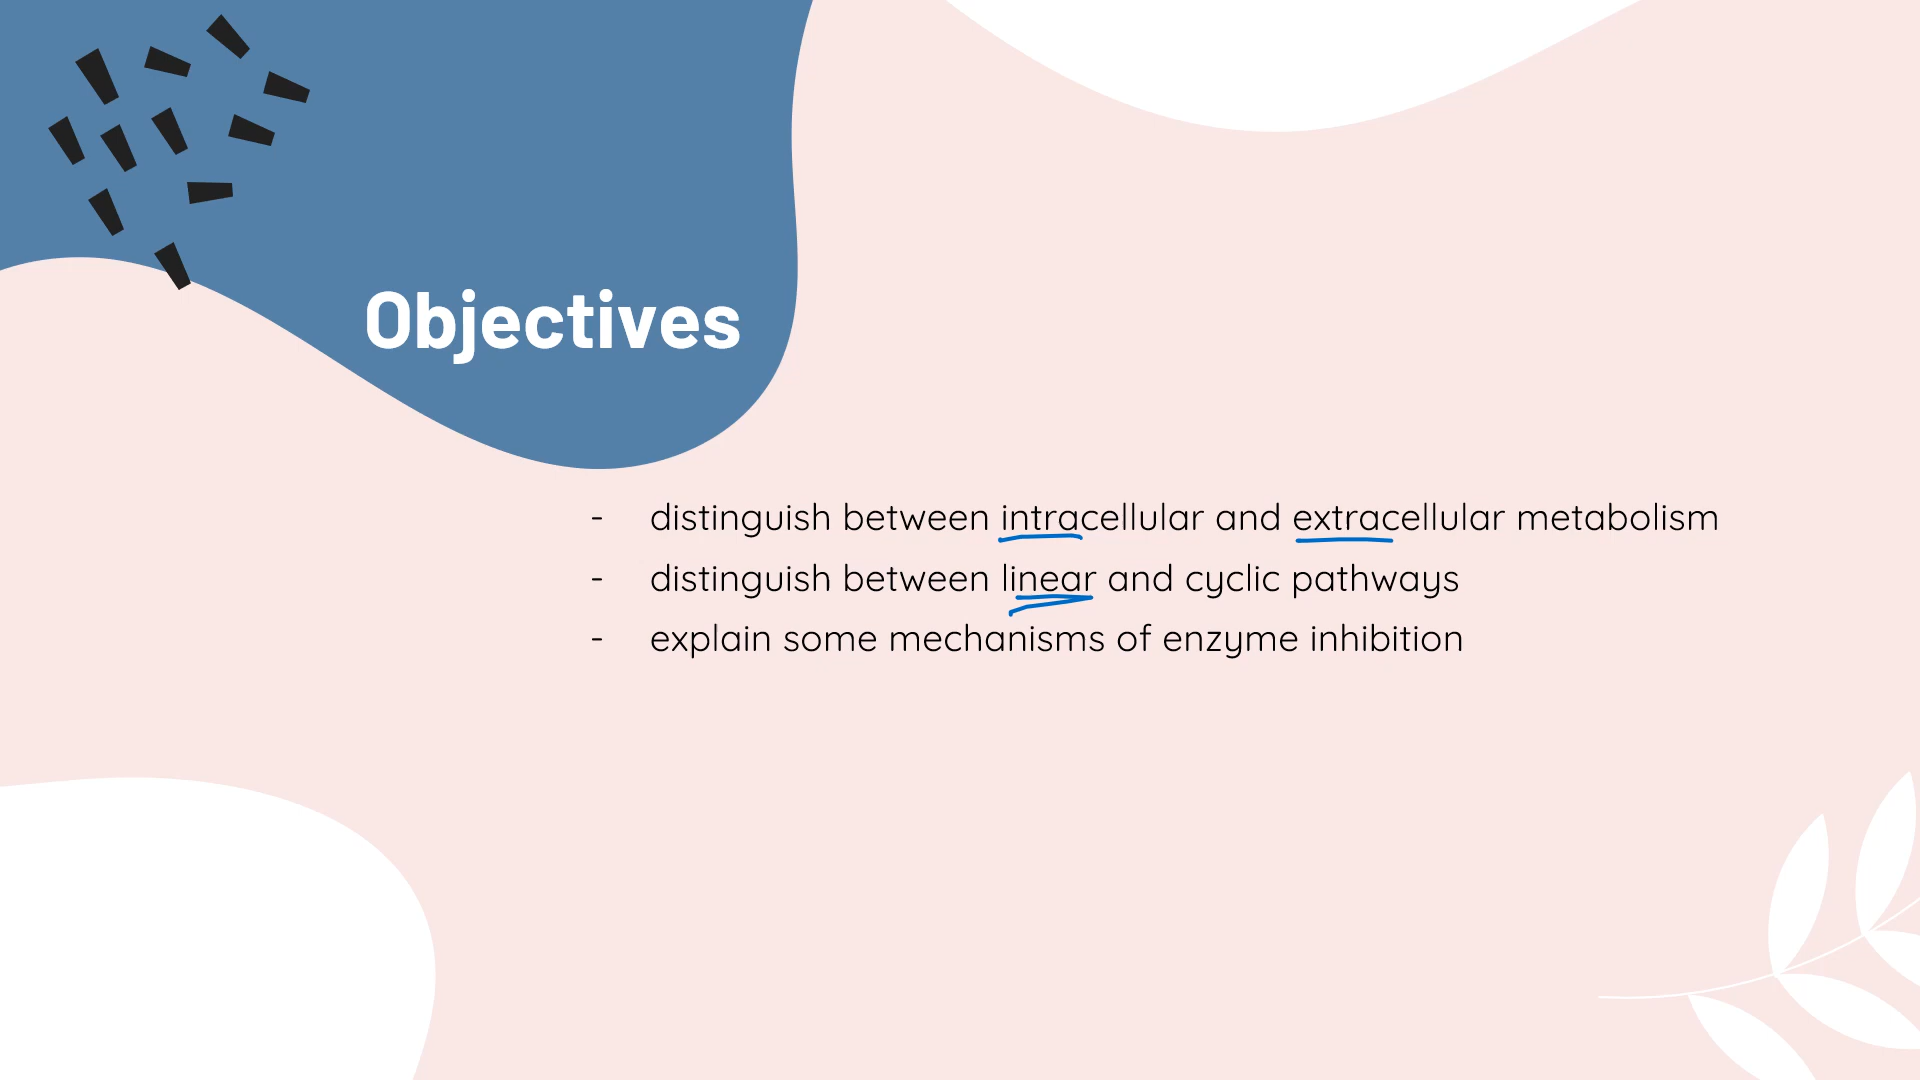 Objectives
- distinguish between intracellular and extracellular metabolism
- distinguish between linear and cyclic pathways
- explain some mechanisms of enzyme inhibition